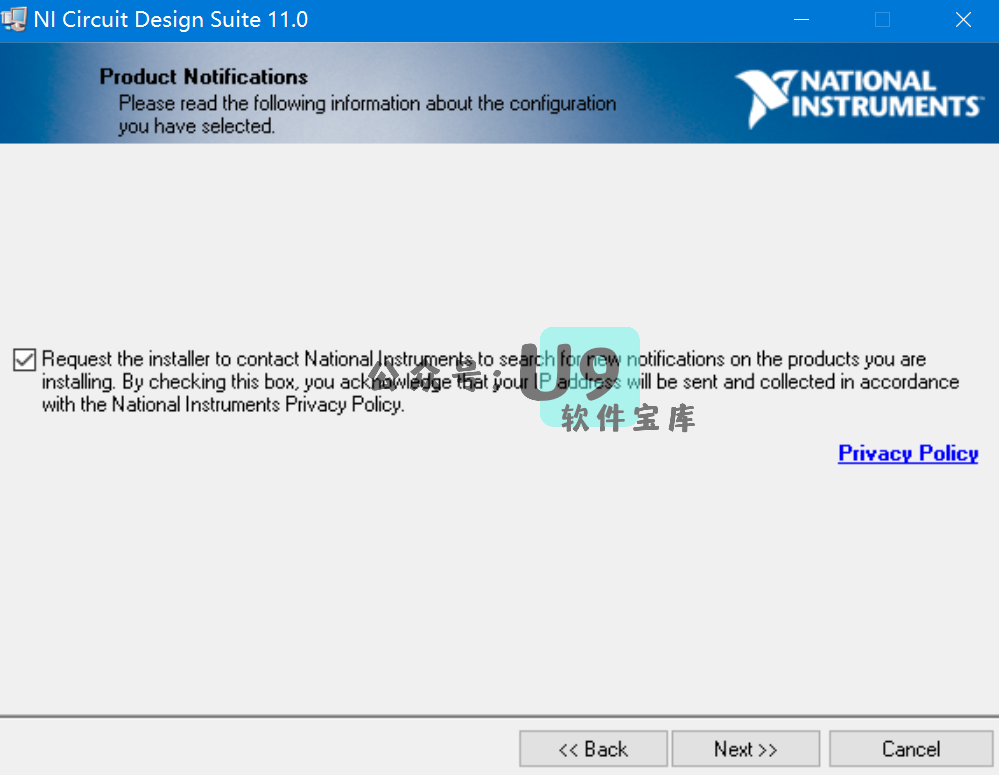 NI Circuit Design Suite 11.0
Product Notifications
Please read the following information about the configuration
you have selected.
NATIONAL
INSTRUMENTS™
Request the installer to contact National Instruments to search for new notifications on the products you are
installing. By checking this box, you acknowledge that your IP address will be sent and collected in accordance
with the National Instruments Privacy Policy.
公众号：U9
软件宝库
Privacy Policy
<< Back
Next >>
Cancel